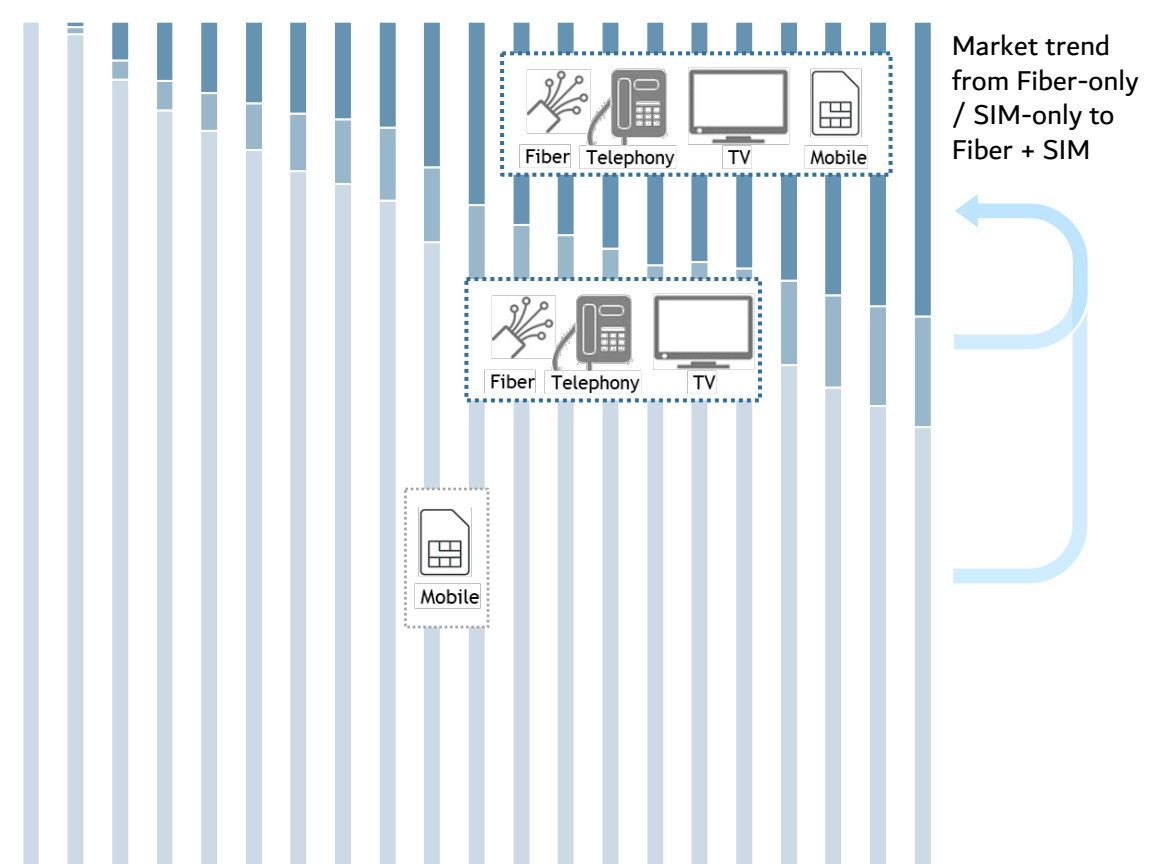 Market trend
from Fiber-only
/ SIM-only to
Fiber + SIM
Fiber Telephony TV Mobile
Fiber Telephony TV
Mobile